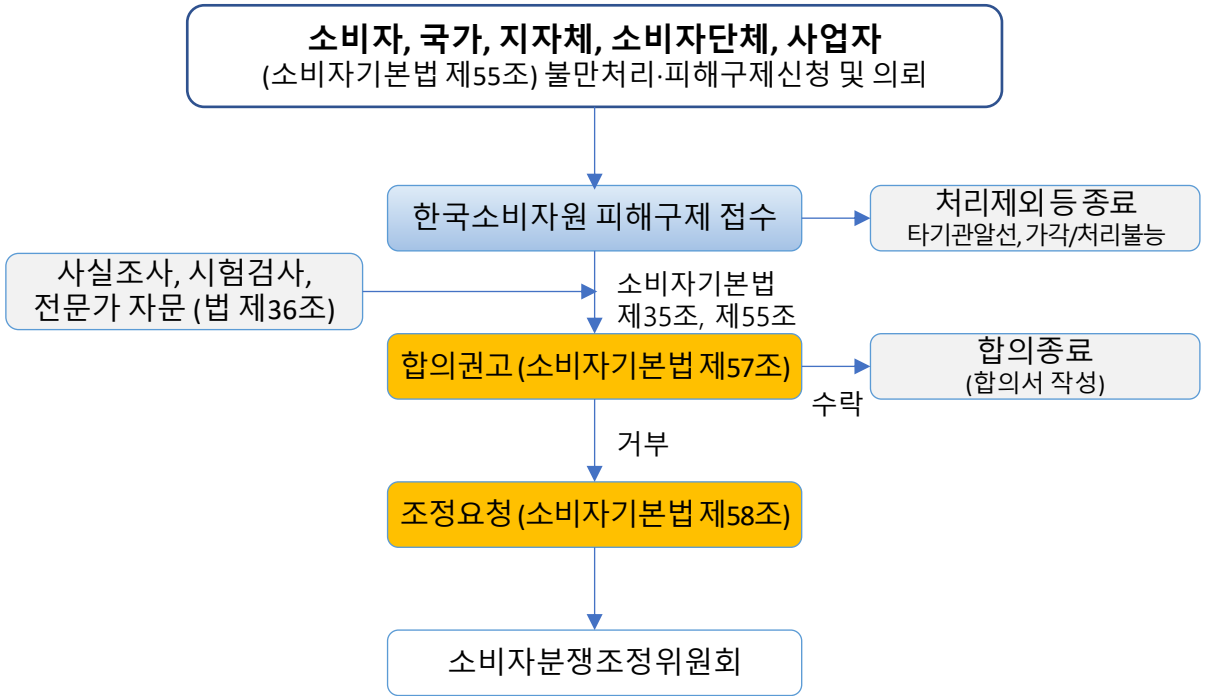 소비자, 국가, 지자체, 소비자단체, 사업자
(소비자기본법 제55조) 불만처리·피해구제신청 및 의뢰
한국소비자원 피해구제 접수
처리제외 등 종료
타기관알선, 가각/처리불능
사실조사, 시험검사,
전문가 자문 (법 제36조)
소비자기본법
제35조, 제55조
합의권고 (소비자기본법 제57조)
합의종료
(합의서 작성)
수락
거부
조정요청 (소비자기본법 제58조)
소비자분쟁조정위원회